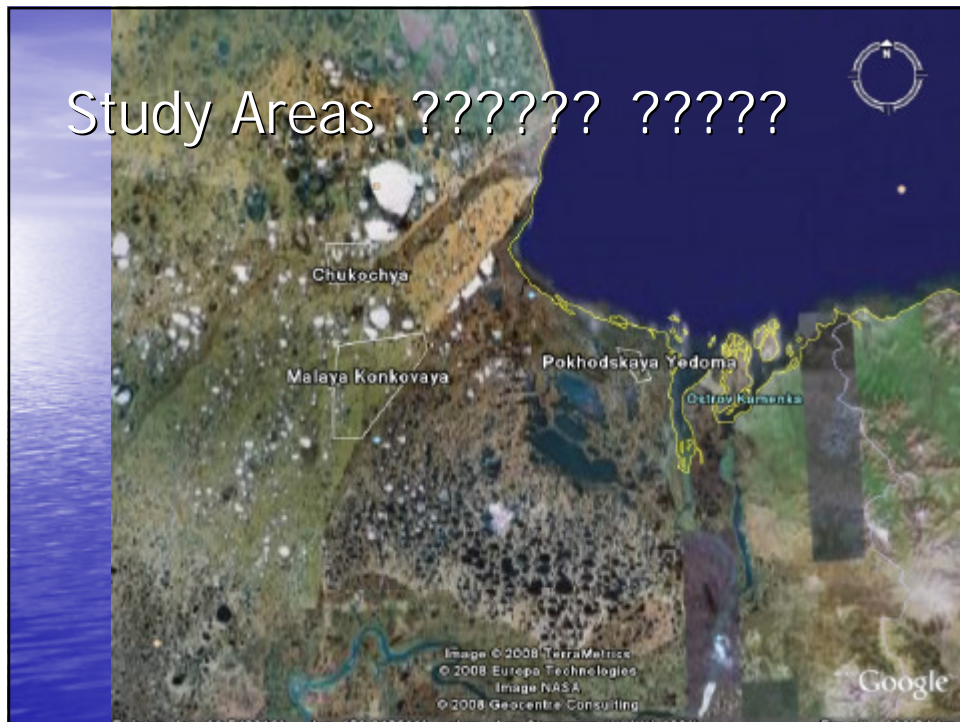 Study Areas ?????? ?????
N
Chukochya
Malaya Konkovaya
Pokhodskaya Yedoma
Ostrov Kamenka
Image © 2008 TerraMetrics
© 2008 Europa Technologies
Image NASA
© 2008 Geocentre Consulting
Google